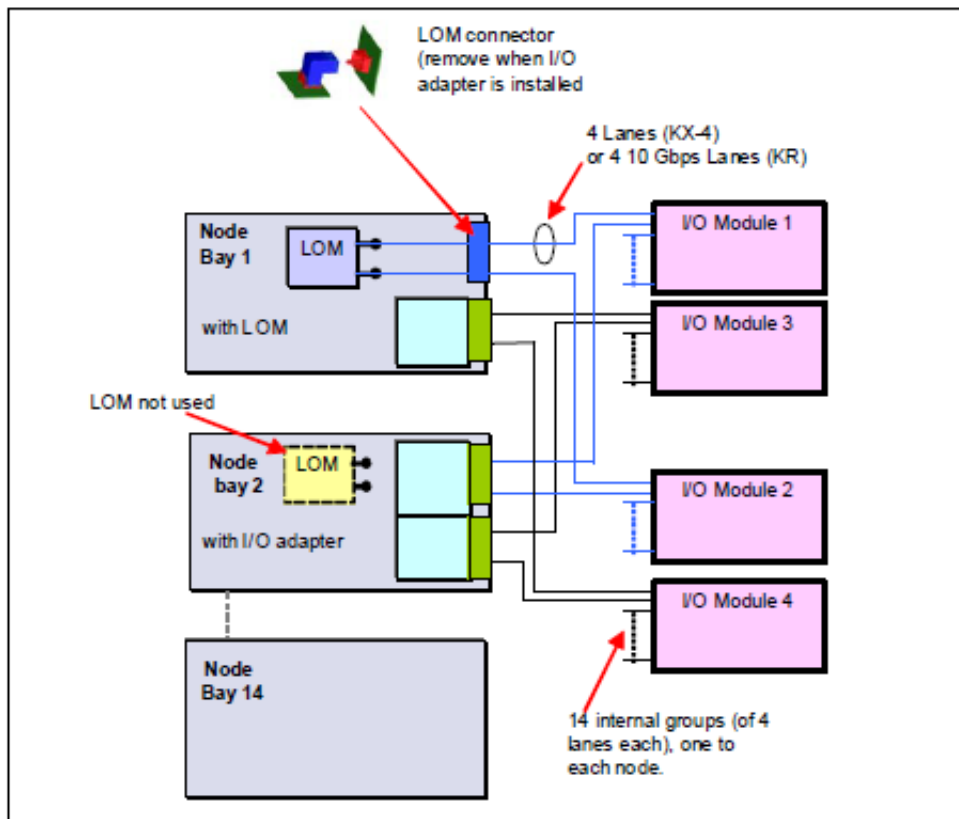 LOM connector
(remove when I/O
adapter is installed
4 Lanes (KX-4)
or 4 10 Gbps Lanes (KR)
Node
Bay 1
LOM
with LOM
I/O Module 1
I/O Module 3
LOM not used
Node
bay 2
LOM
with I/O adapter
I/O Module 2
I/O Module 4
Node
Bay 14
14 internal groups (of 4
lanes each), one to
each node.